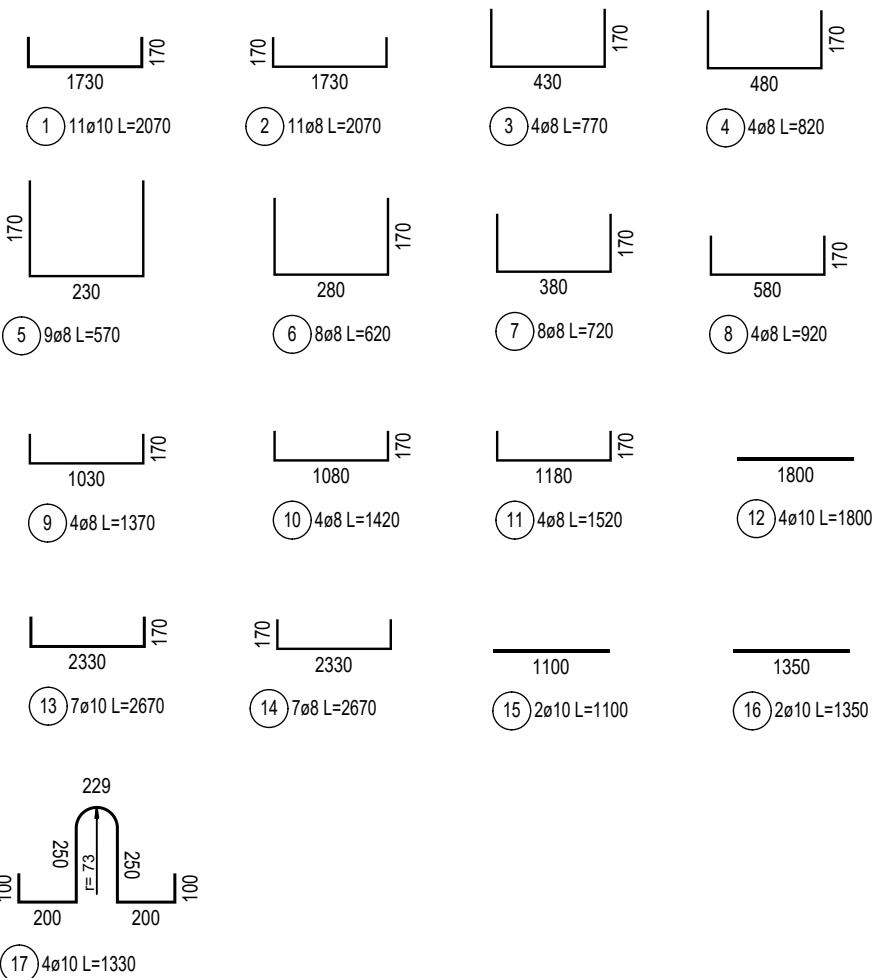 170
1730
1 11ø10 L=2070
170
1730
2 11ø8 L=2070
170
430
3 4ø8 L=770
170
480
4 4ø8 L=820
170
230
5 9ø8 L=570
170
280
6 8ø8 L=620
170
380
7 8ø8 L=720
170
580
8 4ø8 L=920
170
1030
9 4ø8 L=1370
170
1080
10 4ø8 L=1420
170
1180
11 4ø8 L=1520
1800
12 4ø10 L=1800
170
2330
13 7ø10 L=2670
170
2330
14 7ø8 L=2670
1100
15 2ø10 L=1100
1350
16 2ø10 L=1350
229
250
r= 73
250
100
100
200
200
17 4ø10 L=1330